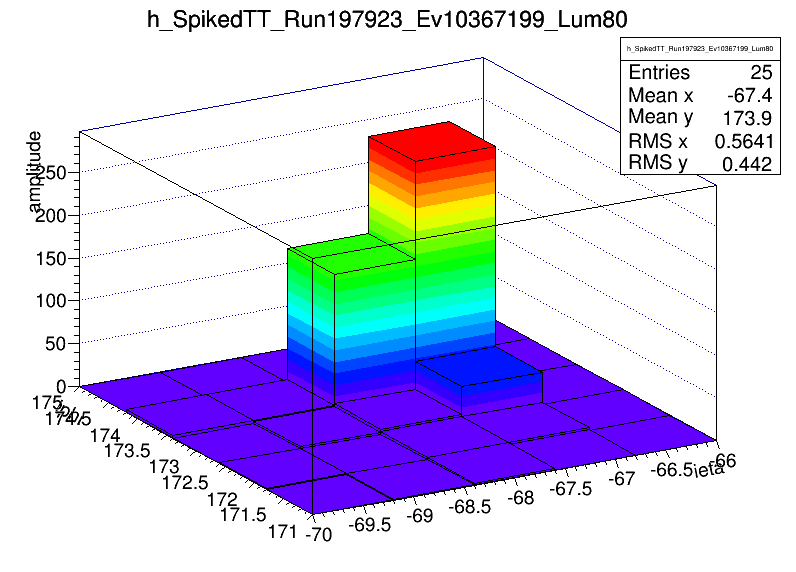 h_SpikedTT_Run197923_Ev10367199_Lum80
h_SpikedTT_Run197923_Ev10367199_Lum80
Entries 25
Mean x -67.4
Mean y 173.9
RMS x 0.5641
RMS y 0.442
amplitude
250
200
150
100
50
0
175
174.5
174
173.5
173
172.5
172
171.5
171
-70
-69.5
-69
-68.5
-68
-67.5
-67
-66.5
-66
ieta